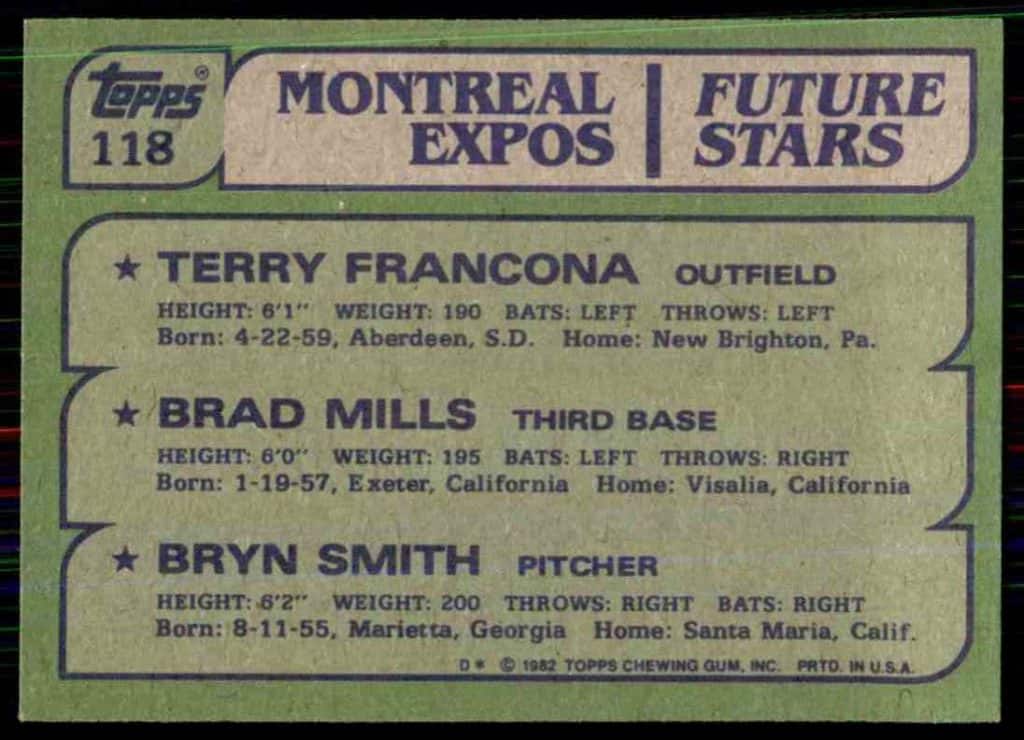 Topps®
118
MONTREAL EXPOS | FUTURE STARS
★ TERRY FRANCONA OUTFIELD
HEIGHT: 6'1" WEIGHT: 190 BATS: LEFT THROWS: LEFT
Born: 4-22-59, Aberdeen, S.D. Home: New Brighton, Pa.
★ BRAD MILLS THIRD BASE
HEIGHT: 6'0" WEIGHT: 195 BATS: LEFT THROWS: RIGHT
Born: 1-19-57, Exeter, California Home: Visalia, California
★ BRYN SMITH PITCHER
HEIGHT: 6'2" WEIGHT: 200 THROWS: RIGHT BATS: RIGHT
Born: 8-11-55, Marietta, Georgia Home: Santa Maria, Calif.
D* © 1982 TOPPS CHEWING GUM, INC. PRTD. IN U.S.A.